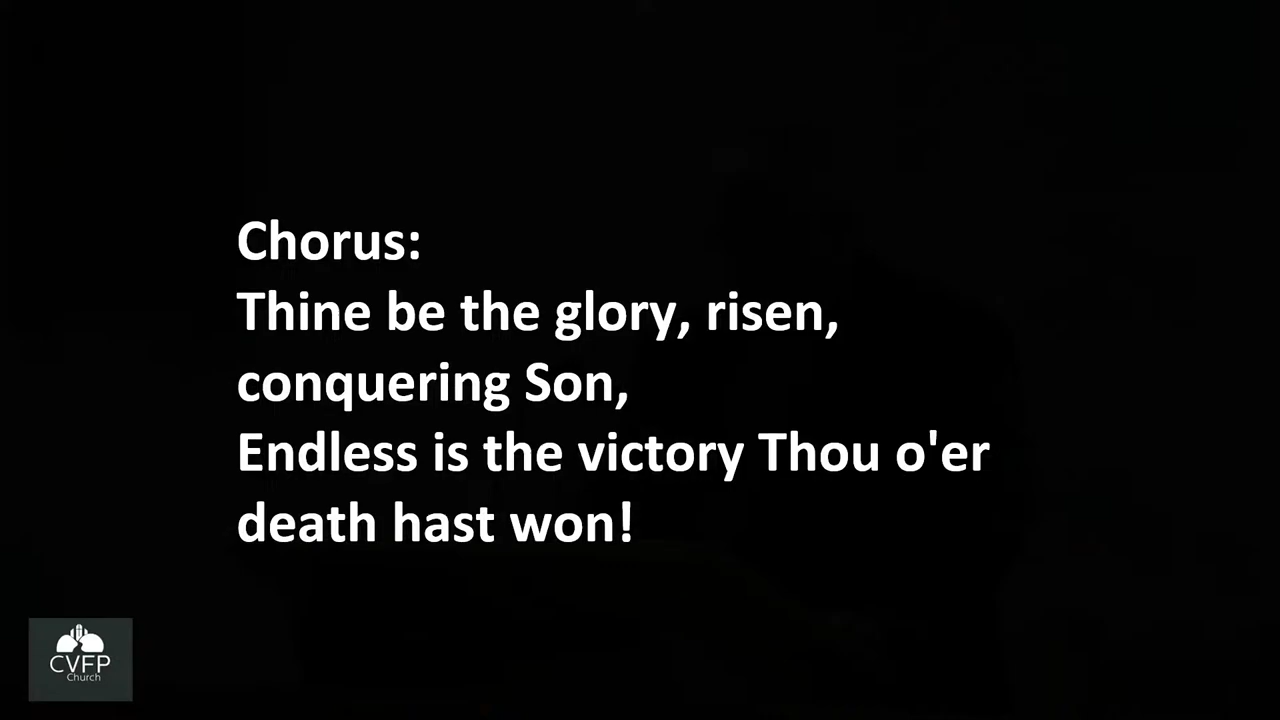 Chorus:
Thine be the glory, risen,
conquering Son,
Endless is the victory Thou o'er
death hast won!
CVFP
Church